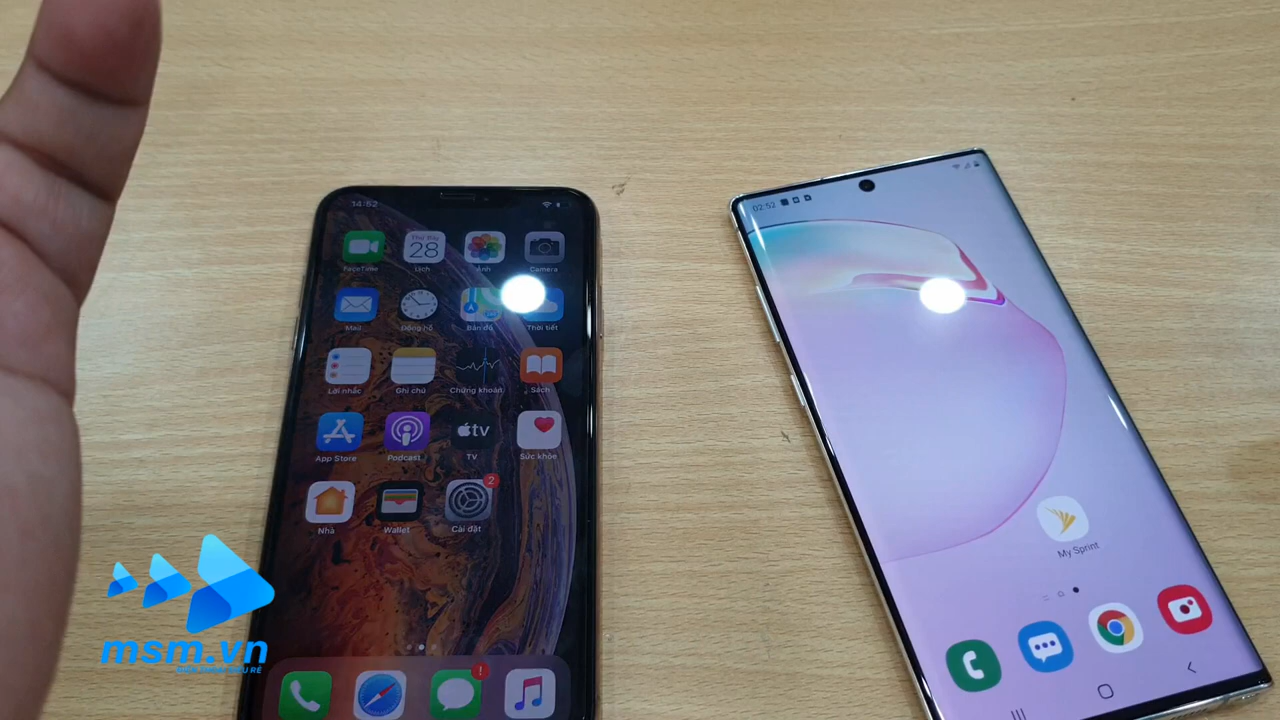 14:52
Thứ Bảy
28
FaceTime
Lịch
Ảnh
Camera
Mail
Đồng hồ
Bản đồ
Thời tiết
Lời nhắc
Ghi chú
Chứng khoán
Sách
App Store
Podcast
tv
TV
Sức khỏe
2
Nhà
Wallet
Cài đặt
!
02:52
My Sprint
msm.vn